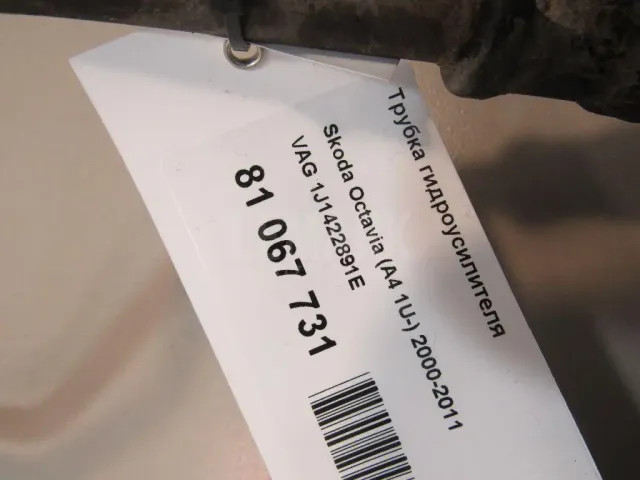 Трубка гидроусилителя
Skoda Octavia (A4 1U-) 2000-2011
VAG 1J1422891E
81 067 731